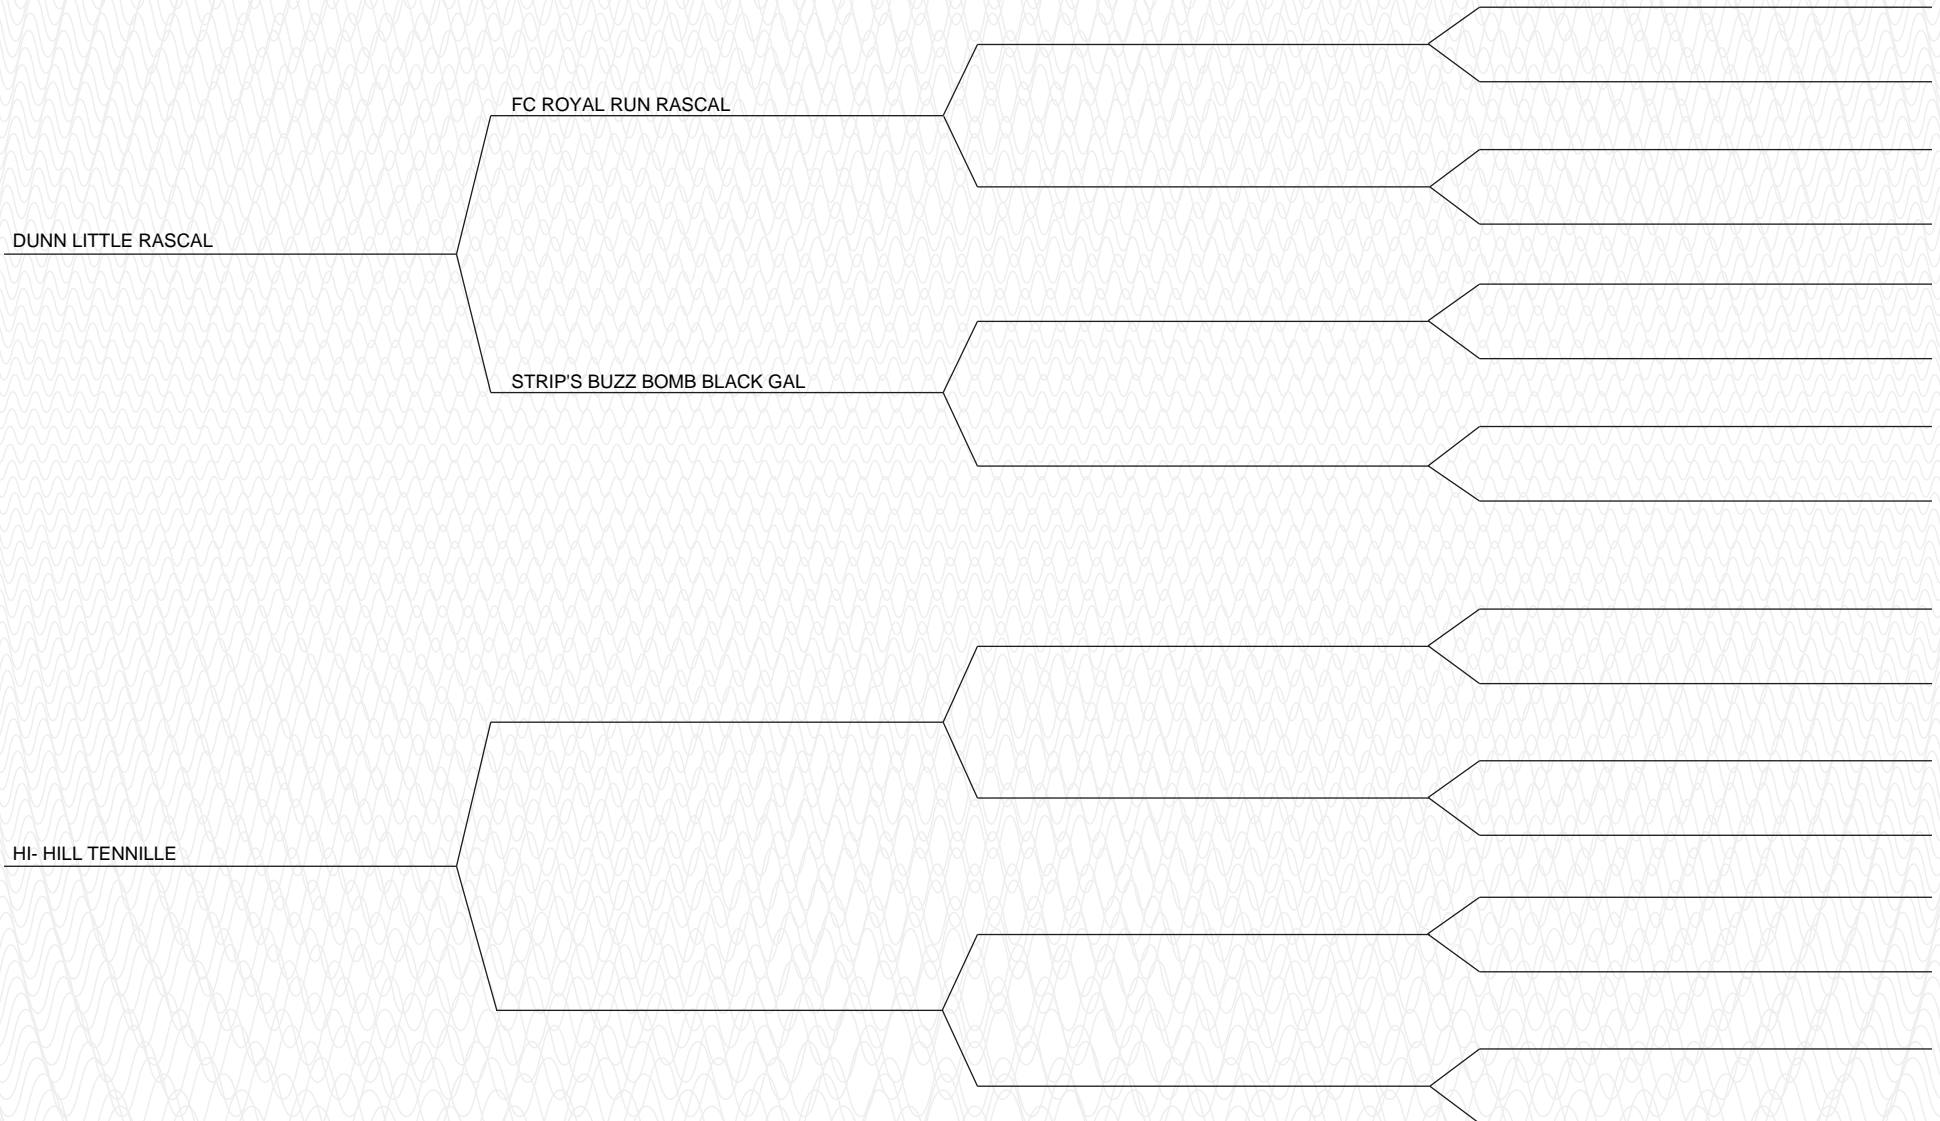 FC ROYAL RUN RASCAL
DUNN LITTLE RASCAL
STRIP'S BUZZ BOMB BLACK GAL
HI- HILL TENNILLE